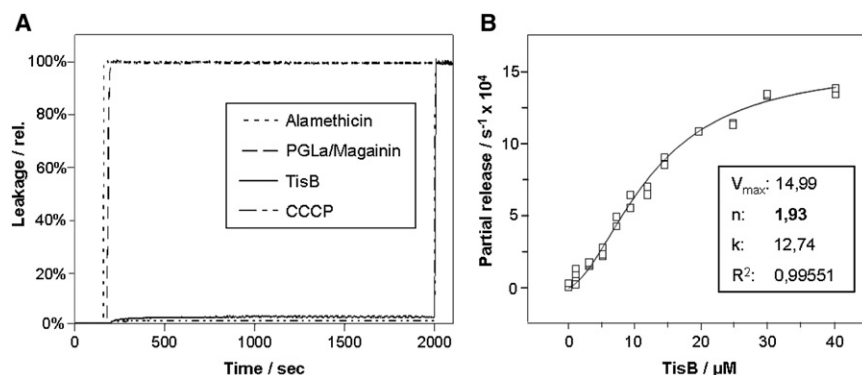 A
Leakage / rel.
100%
80%
60%
40%
20%
0%
Alamethicin
PGLa/Magainin
TisB
CCCP
0
500
1000
1500
2000
Time / sec
B
Partial release / s⁻¹ x 10⁴
15
10
5
0
Vmax: 14,99
n: 1,93
k: 12,74
R²: 0,99551
0
10
20
30
40
TisB / µM